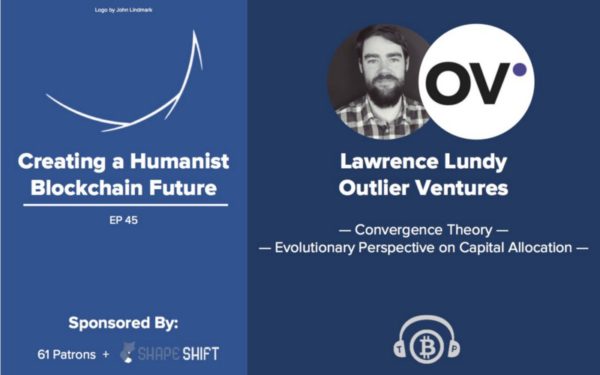 Logo by John Lindmark
Creating a Humanist
Blockchain Future
EP 45
Sponsored By:
61 Patrons + SHAPESHIFT
OV
Lawrence Lundy
Outlier Ventures
— Convergence Theory —
— Evolutionary Perspective on Capital Allocation —
T B P